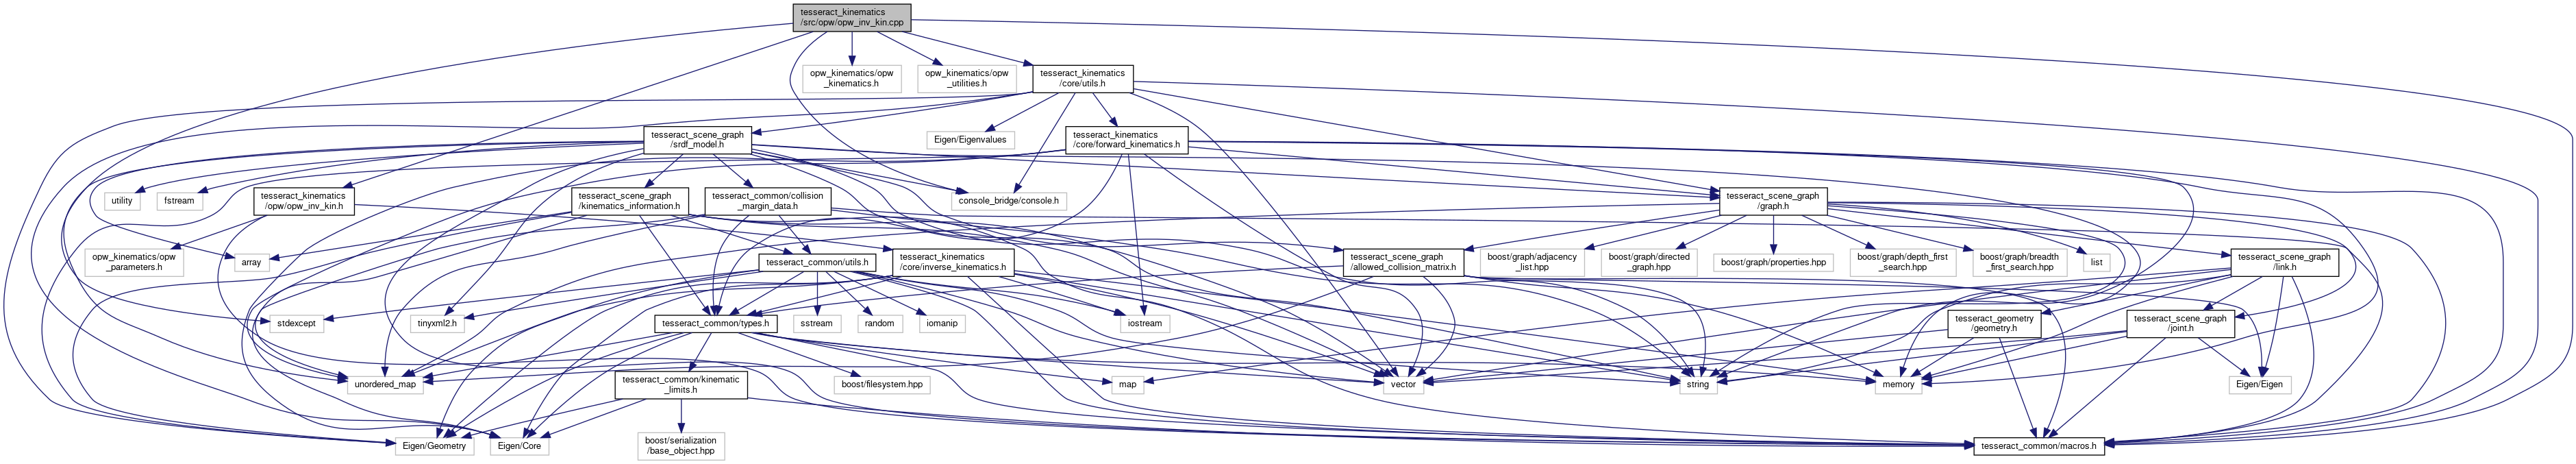 tesseract_kinematics
/src/opw/opw_inv_kin.cpp
opw_kinematics/opw
_kinematics.h
opw_kinematics/opw
_utilities.h
tesseract_kinematics
/core/utils.h
tesseract_scene_graph
/srdf_model.h
Eigen/Eigenvalues
tesseract_kinematics
/core/forward_kinematics.h
utility
fstream
tesseract_kinematics
/opw/opw_inv_kin.h
tesseract_scene_graph
/kinematics_information.h
tesseract_common/collision
_margin_data.h
console_bridge/console.h
tesseract_scene_graph
/graph.h
opw_kinematics/opw
_parameters.h
array
tesseract_common/utils.h
tesseract_kinematics
/core/inverse_kinematics.h
tesseract_scene_graph
/allowed_collision_matrix.h
boost/graph/adjacency
_list.hpp
boost/graph/directed
_graph.hpp
boost/graph/properties.hpp
boost/graph/depth_first
_search.hpp
boost/graph/breadth
_first_search.hpp
list
tesseract_scene_graph
/link.h
stdexcept
tinyxml2.h
tesseract_common/types.h
sstream
random
iomanip
iostream
tesseract_geometry
/geometry.h
tesseract_scene_graph
/joint.h
unordered_map
tesseract_common/kinematic
_limits.h
boost/filesystem.hpp
map
vector
string
memory
Eigen/Eigen
Eigen/Geometry
Eigen/Core
boost/serialization
/base_object.hpp
tesseract_common/macros.h